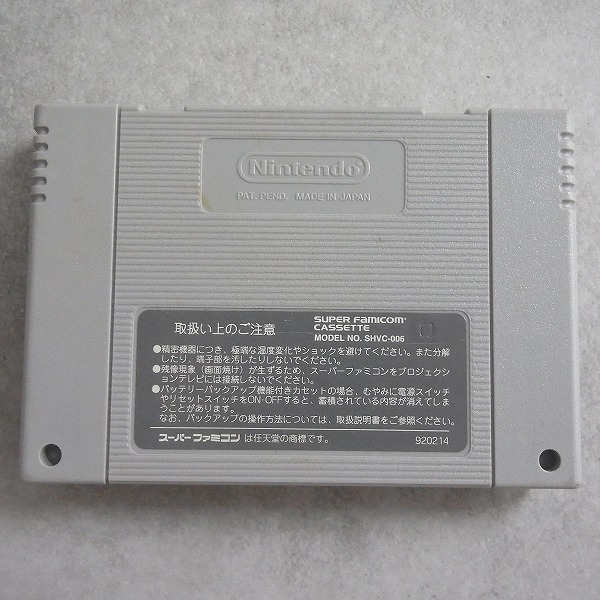 Nintendo
PAT. PEND. MADE IN JAPAN
取扱い上のご注意
SUPER FAMICOM
CASSETTE
MODEL NO. SHVC-006
●精密機器につき、極端な温度変化やショックを避けてください。また分解
したり、端子部を汚したりしないでください。
●残像現象（画面焼け）が生ずるため、スーパーファミコンをプロジェクシ
ョンテレビには接続しないでください。
●バッテリーバックアップ機能付きカセットの場合、むやみに電源スイッチ
やリセットスイッチをON・OFFすると、蓄積されている内容が消えてしま
うことがあります。
なお、バックアップの操作方法については、取扱説明書をご参照ください。
スーパーファミコン は任天堂の商標です。
920214